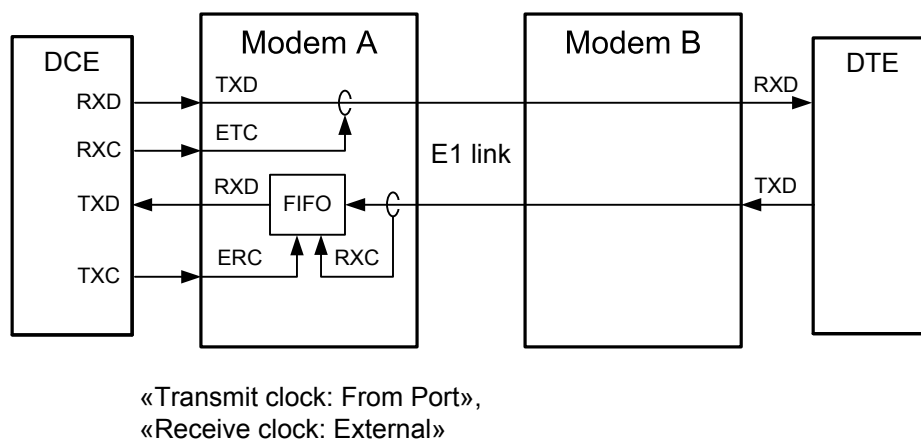 Modem A
Modem B
DCE
DTE
RXD
TXD
RXD
RXC
ETC
E1 link
TXD
RXD
FIFO
TXD
TXC
ERC
RXC
«Transmit clock: From Port»,
«Receive clock: External»